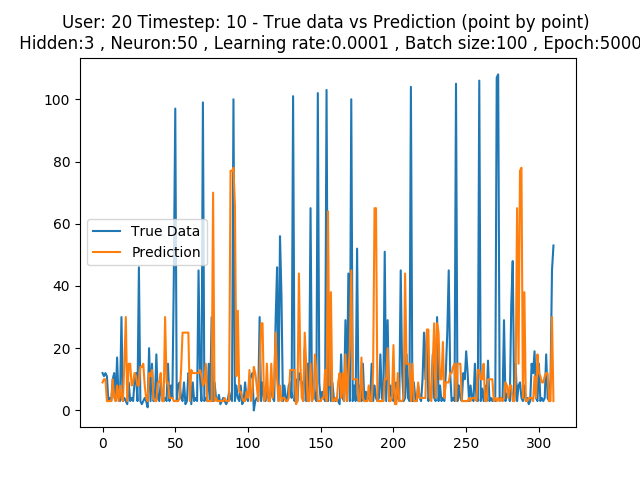 User: 20 Timestep: 10 - True data vs Prediction (point by point)
Hidden:3 , Neuron:50 , Learning rate:0.0001 , Batch size:100 , Epoch:5000
100
80
60
40
20
0
True Data
Prediction
0 50 100 150 200 250 300